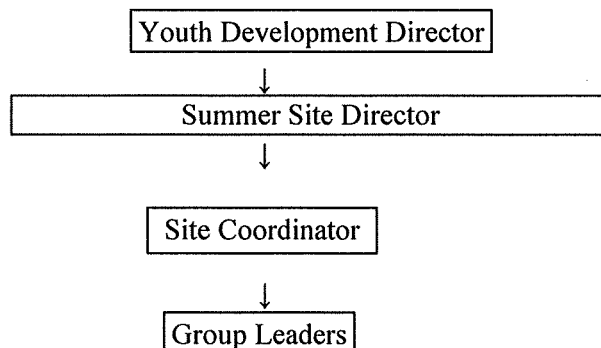 Youth Development Director
↓
Summer Site Director
↓
Site Coordinator
↓
Group Leaders